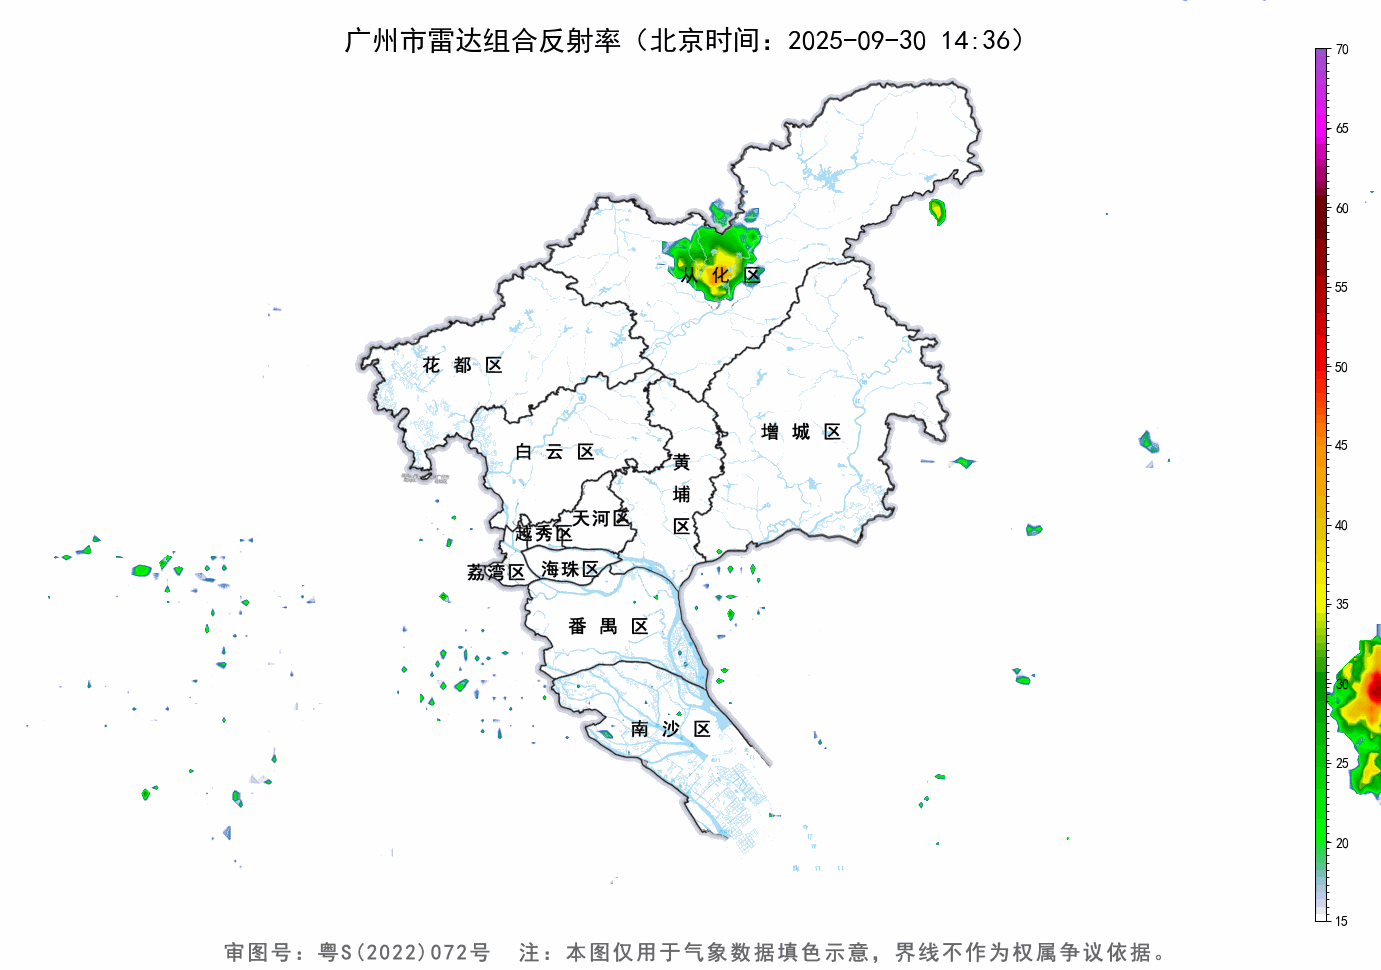 广州市雷达组合反射率（北京时间：2025-09-30 14:36）
70
65
60
55
50
45
40
35
30
25
20
15
从化区
花都区
增城区
白云区
黄埔区
天河区
越秀区
荔湾区
海珠区
番禺区
南沙区
审图号：粤S(2022)072号 注：本图仅用于气象数据填色示意，界线不作为权属争议依据。